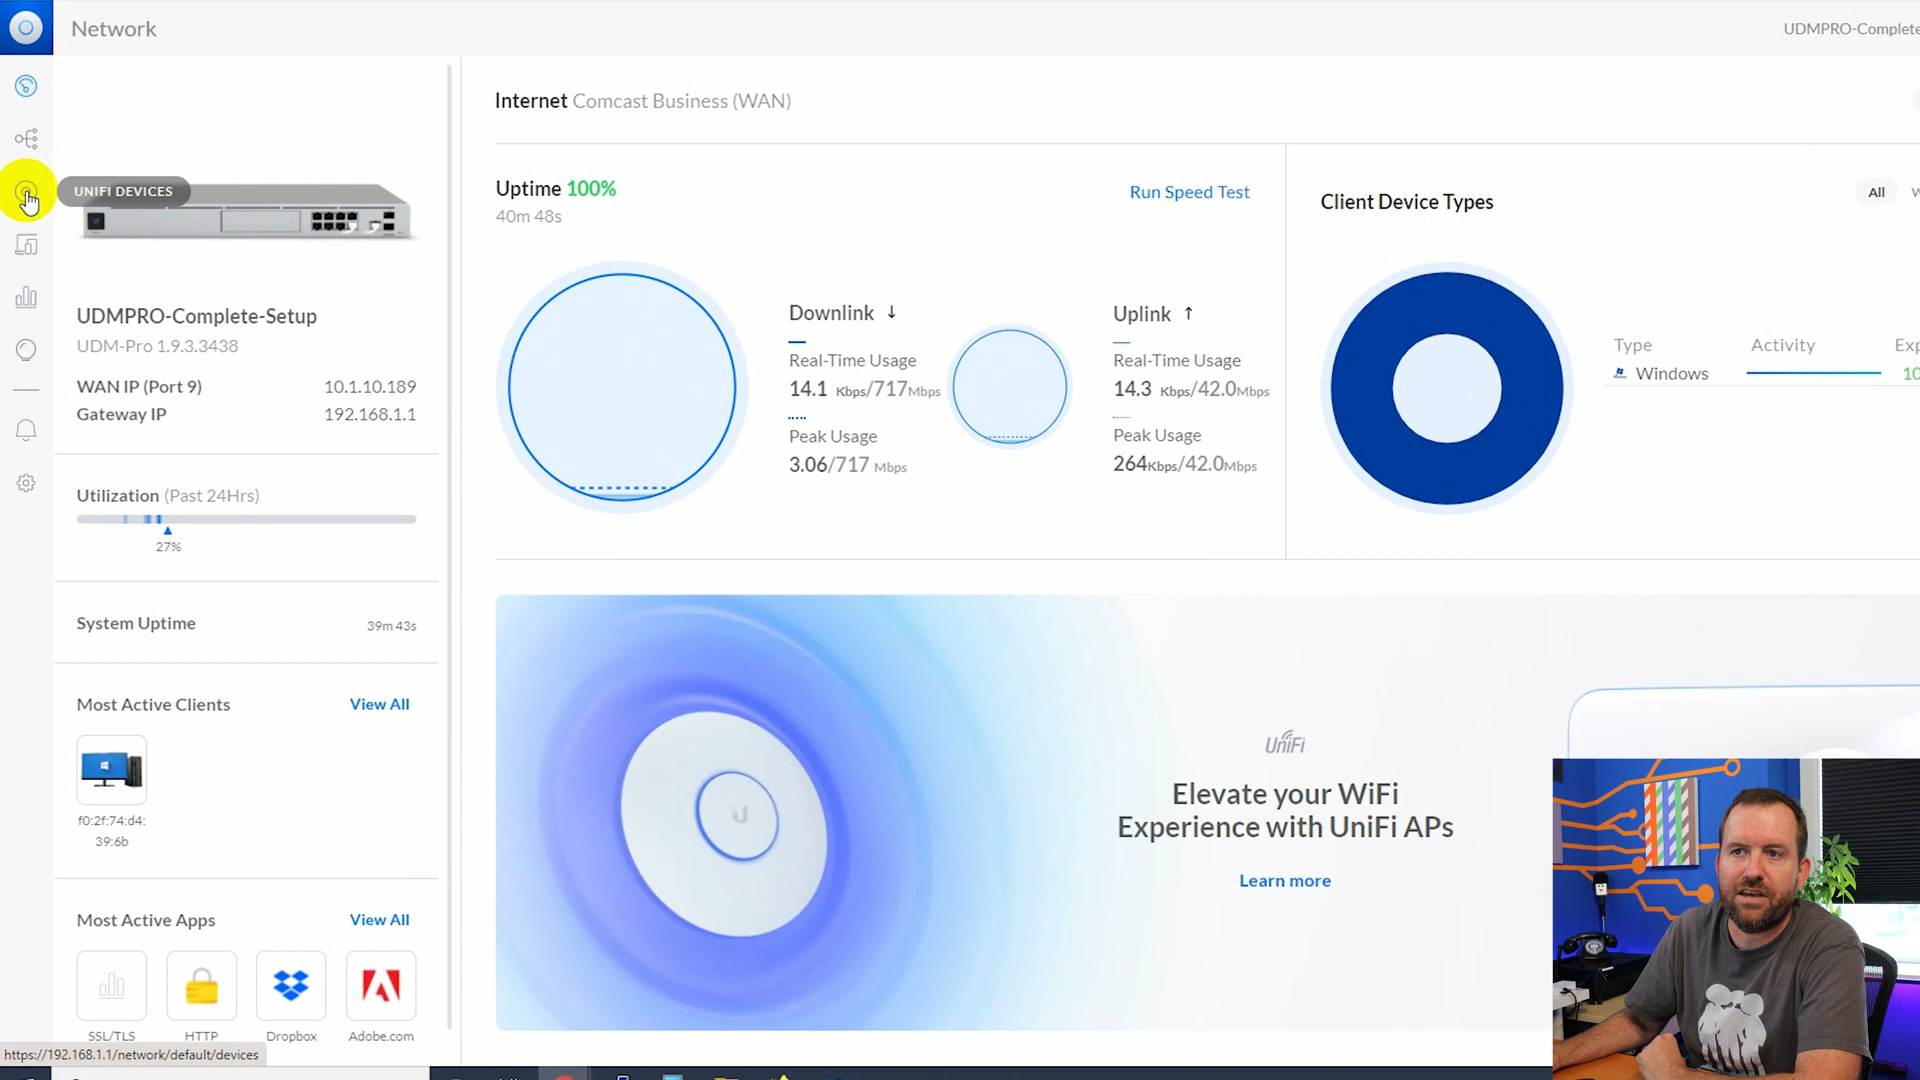 Network
UDMPRO-Complete
UNIFI DEVICES
UDMPRO-Complete-Setup
UDM-Pro 1.9.3.3438
WAN IP (Port 9) 10.1.10.189
Gateway IP 192.168.1.1
Utilization (Past 24Hrs)
27%
System Uptime 39m 43s
Most Active Clients View All
f0:2f:74:d4:
39:6b
Most Active Apps View All
SSL/TLS HTTP Dropbox Adobe.com
https://192.168.1.1/network/default/devices
Internet Comcast Business (WAN)
Uptime 100%
40m 48s
Run Speed Test
Downlink ↓
Real-Time Usage
14.1 Kbps/717Mbps
Peak Usage
3.06/717 Mbps
Uplink ↑
Real-Time Usage
14.3 Kbps/42.0Mbps
Peak Usage
264Kbps/42.0Mbps
Client Device Types
All
Type Activity
Windows
UniFi
Elevate your WiFi
Experience with UniFi APs
Learn more